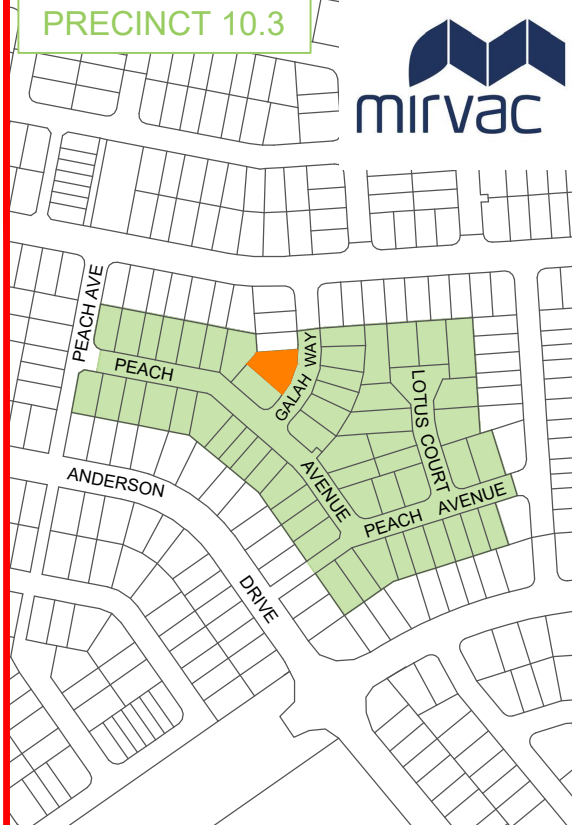 PRECINCT 10.3
mirvac
PEACH AVE
PEACH
GALAH WAY
LOTUS COURT
AVENUE
ANDERSON
PEACH AVENUE
DRIVE